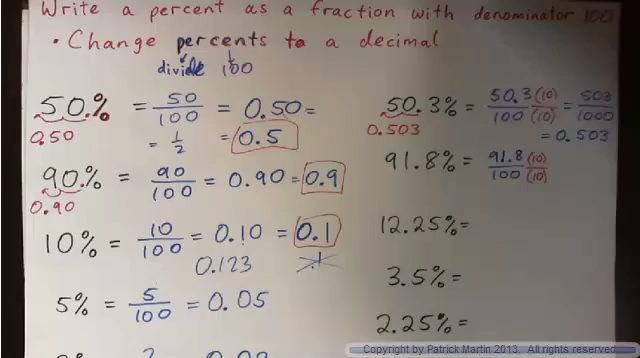 Write a percent as a fraction with denominator 100
• Change percents to a decimal
divide 100
50.% = 50/100 = 0.50 =
0.50
= 1/2 = 0.5
90.% = 90/100 = 0.90 = 0.9
0.90
10% = 10/100 = 0.10 = 0.1
0.123 .1
5% = 5/100 = 0.05
50.3% = 50.3(10)/100(10) = 503/1000
0.503 = 0.503
91.8% = 91.8(10)/100(10)
12.25% =
3.5% =
2.25% =
Copyright by Patrick Martin 2013. All rights reserved